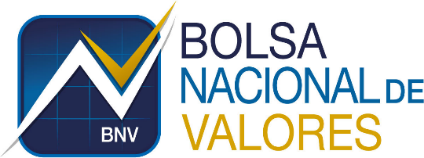 BNV
BOLSA
NACIONAL DE
VALORES